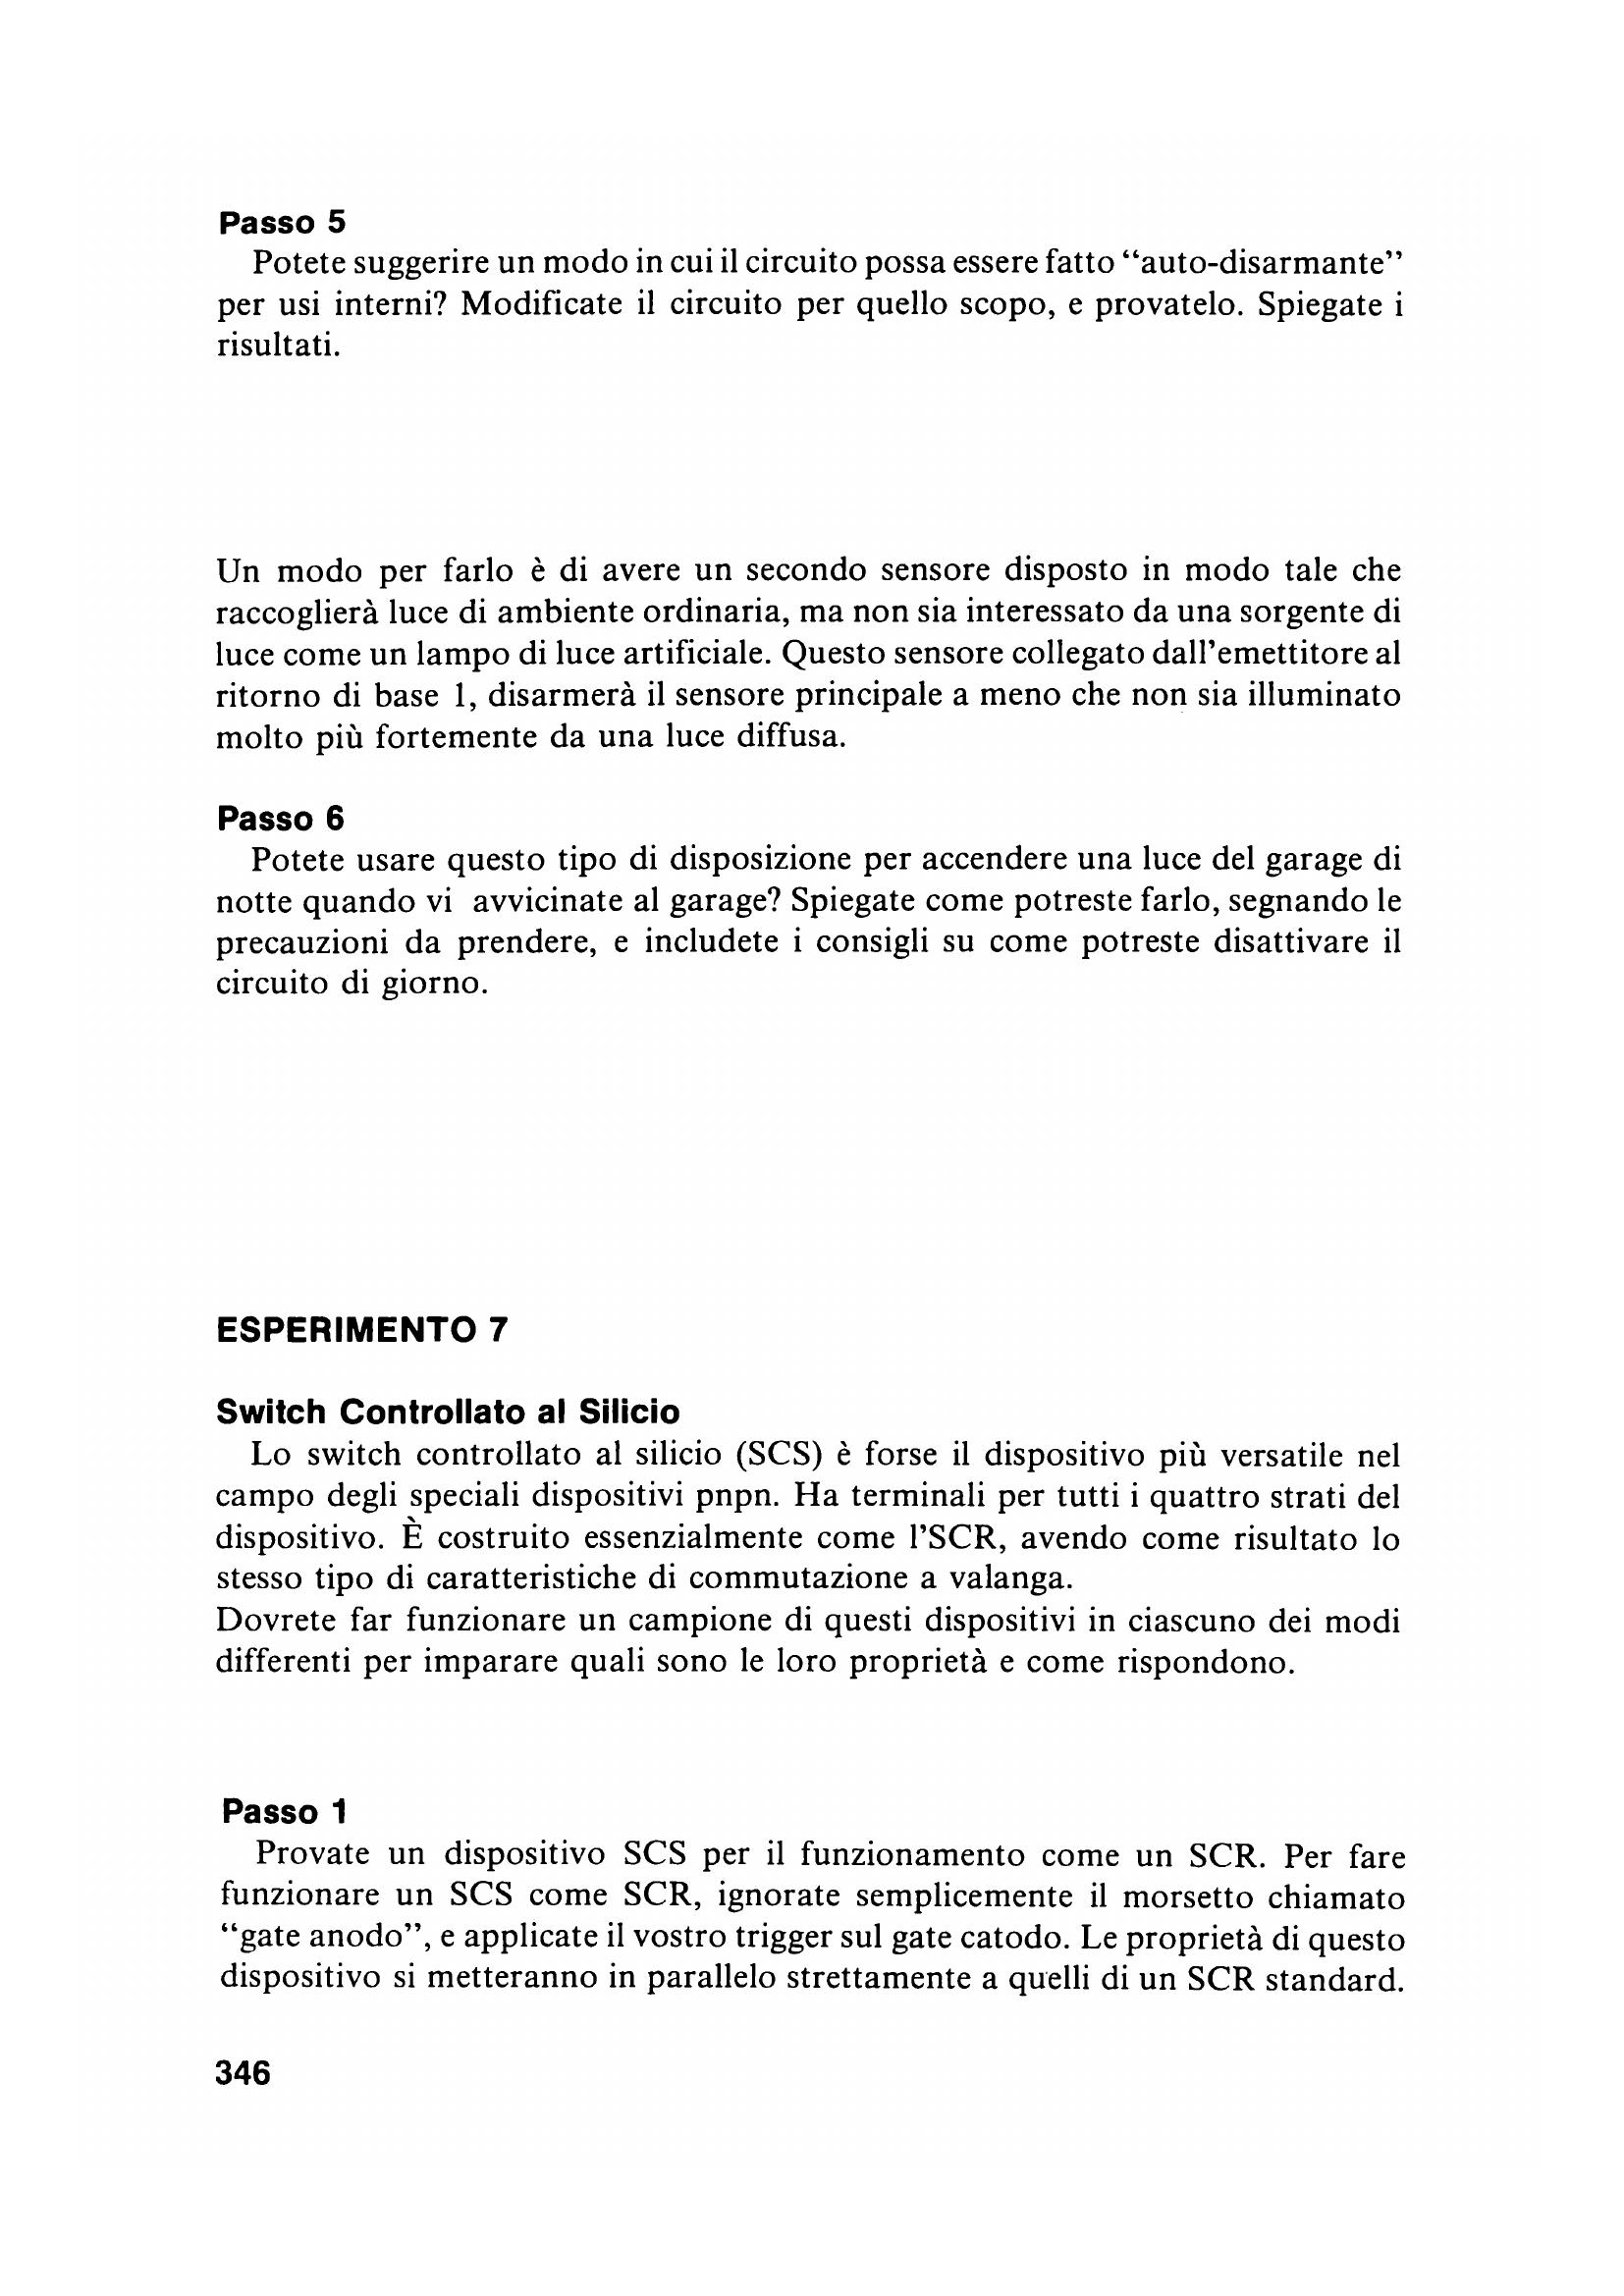 Passo 5
Potete suggerire un modo in cui il circuito possa essere fatto “auto-disarmante”
per usi interni? Modificate il circuito per quello scopo, e provatelo. Spiegate i
risultati.
Un modo per farlo è di avere un secondo sensore disposto in modo tale che
raccoglierà luce di ambiente ordinaria, ma non sia interessato da una sorgente di
luce come un lampo di luce artificiale. Questo sensore collegato dall’emettitore al
ritorno di base 1, disarmerà il sensore principale a meno che non sia illuminato
molto più fortemente da una luce diffusa.
Passo 6
Potete usare questo tipo di disposizione per accendere una luce del garage di
notte quando vi avvicinate al garage? Spiegate come potreste farlo, segnando le
precauzioni da prendere, e includete i consigli su come potreste disattivare il
circuito di giorno.
ESPERIMENTO 7
Switch Controllato al Silicio
Lo switch controllato al silicio (SCS) è forse il dispositivo più versatile nel
campo degli speciali dispositivi pnpn. Ha terminali per tutti i quattro strati del
dispositivo. È costruito essenzialmente come l’SCR, avendo come risultato lo
stesso tipo di caratteristiche di commutazione a valanga.
Dovrete far funzionare un campione di questi dispositivi in ciascuno dei modi
differenti per imparare quali sono le loro proprietà e come rispondono.
Passo 1
Provate un dispositivo SCS per il funzionamento come un SCR. Per fare
funzionare un SCS come SCR, ignorate semplicemente il morsetto chiamato
“gate anodo”, e applicate il vostro trigger sul gate catodo. Le proprietà di questo
dispositivo si metteranno in parallelo strettamente a quelli di un SCR standard.
346